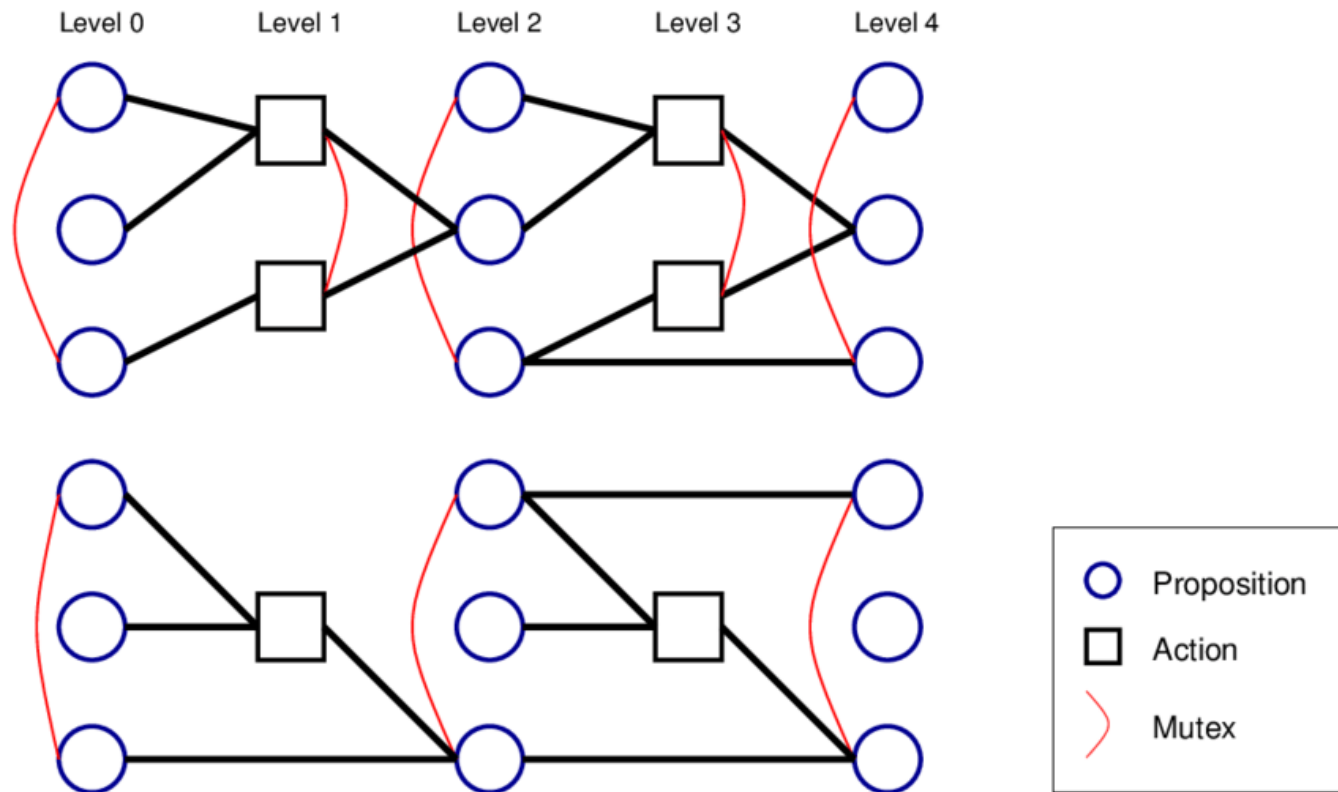 Level 0
Level 1
Level 2
Level 3
Level 4
Proposition
Action
Mutex